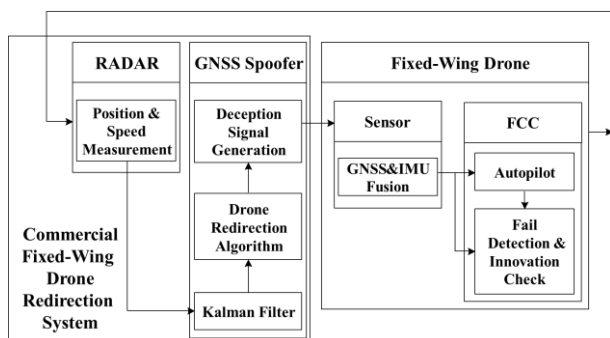 RADAR
Position &
Speed
Measurement
GNSS Spoofer
Deception
Signal
Generation
Drone
Redirection
Algorithm
Kalman Filter
Commercial
Fixed-Wing
Drone
Redirection
System
Fixed-Wing Drone
Sensor
GNSS&IMU
Fusion
FCC
Autopilot
Fail
Detection &
Innovation
Check